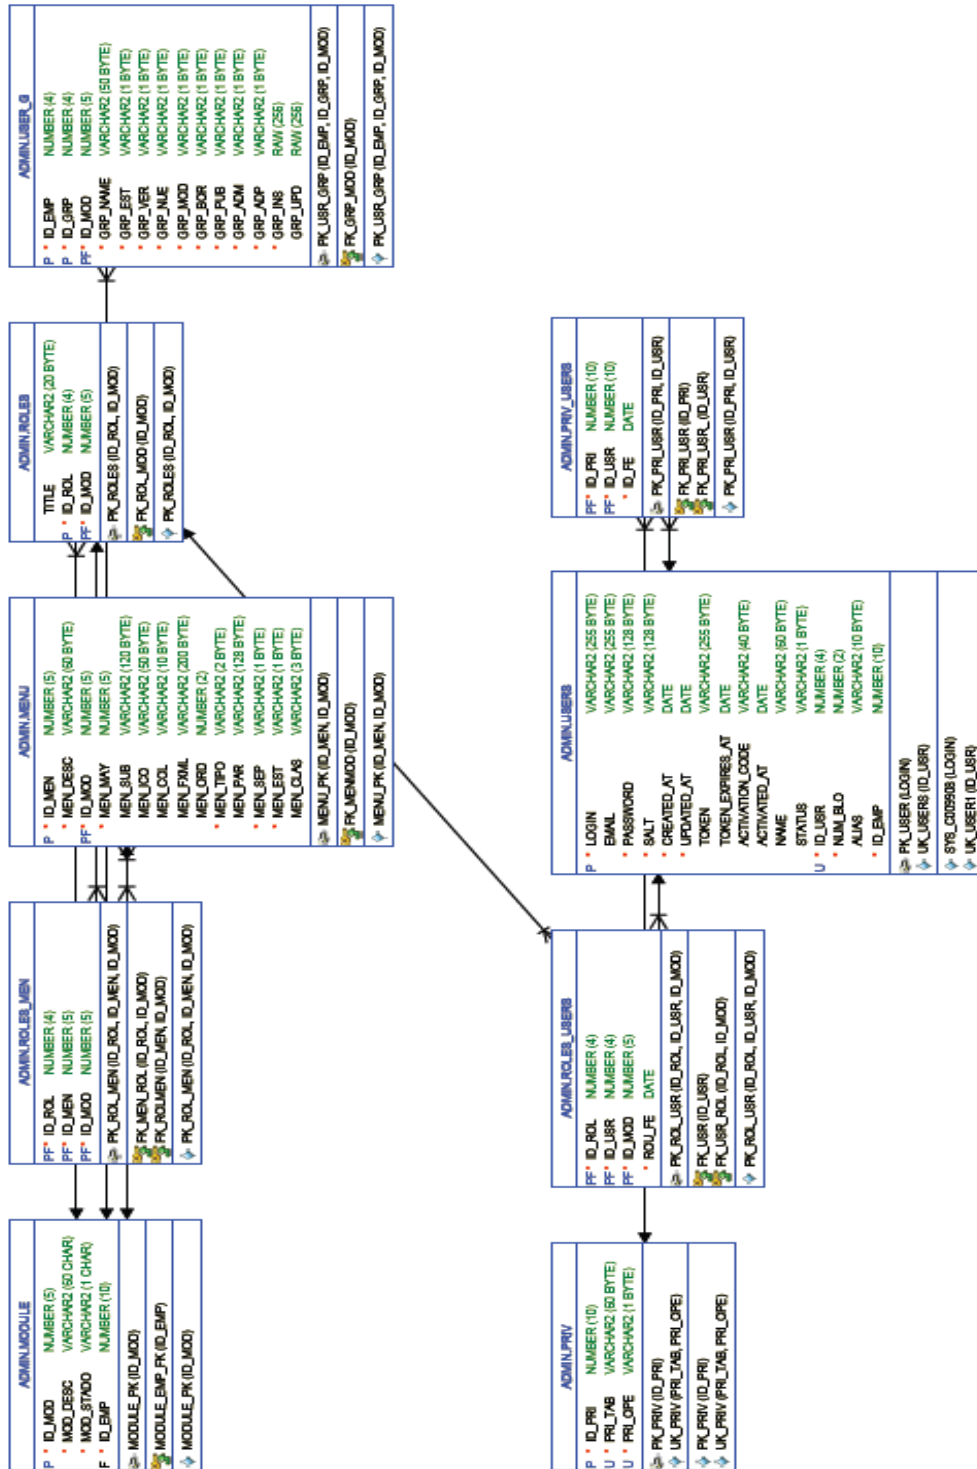 ADMIN.MODULE
P * ID_MOD NUMBER (5)
* MOD_DESC VARCHAR2 (60 CHAR)
* MOD_STADO VARCHAR2 (1 CHAR)
F * ID_EMP NUMBER (10)
MODULE_PK (ID_MOD)
MODULE_EMP_FK (ID_EMP)
MODULE_PK (ID_MOD)
ADMIN.ROLES_MEN
PF* ID_ROL NUMBER (4)
PF* ID_MEN NUMBER (5)
PF* ID_MOD NUMBER (5)
PK_ROL_MEN (ID_ROL, ID_MEN, ID_MOD)
FK_MEN_ROL (ID_ROL, ID_MOD)
FK_ROLMEN (ID_MEN, ID_MOD)
PK_ROL_MEN (ID_ROL, ID_MEN, ID_MOD)
ADMIN.MENU
P * ID_MEN NUMBER (5)
* MEN_DESC VARCHAR2 (60 BYTE)
PF* ID_MOD NUMBER (5)
* MEN_MAY NUMBER (5)
MEN_SUB VARCHAR2 (120 BYTE)
MEN_ICO VARCHAR2 (50 BYTE)
MEN_COL VARCHAR2 (10 BYTE)
MEN_FXML VARCHAR2 (200 BYTE)
MEN_ORD NUMBER (2)
* MEN_TIPO VARCHAR2 (2 BYTE)
MEN_PAR VARCHAR2 (128 BYTE)
* MEN_SEP VARCHAR2 (1 BYTE)
* MEN_EST VARCHAR2 (1 BYTE)
MEN_CLAS VARCHAR2 (3 BYTE)
MENU_PK (ID_MEN, ID_MOD)
FK_MENMOD (ID_MOD)
MENU_PK (ID_MEN, ID_MOD)
ADMIN.ROLES
TITLE VARCHAR2 (20 BYTE)
P * ID_ROL NUMBER (4)
PF* ID_MOD NUMBER (5)
PK_ROLES (ID_ROL, ID_MOD)
FK_ROL_MOD (ID_MOD)
PK_ROLES (ID_ROL, ID_MOD)
ADMIN.USER_G
P * ID_EMP NUMBER (4)
P * ID_GRP NUMBER (4)
PF* ID_MOD NUMBER (5)
* GRP_NAME VARCHAR2 (50 BYTE)
* GRP_EST VARCHAR2 (1 BYTE)
* GRP_VER VARCHAR2 (1 BYTE)
* GRP_NUE VARCHAR2 (1 BYTE)
* GRP_MOD VARCHAR2 (1 BYTE)
* GRP_BOR VARCHAR2 (1 BYTE)
* GRP_PUB VARCHAR2 (1 BYTE)
* GRP_ADM VARCHAR2 (1 BYTE)
* GRP_ADP VARCHAR2 (1 BYTE)
* GRP_INS RAW (256)
GRP_UPD RAW (256)
PK_USR_GRP (ID_EMP, ID_GRP, ID_MOD)
FK_GRP_MOD (ID_MOD)
PK_USR_GRP (ID_EMP, ID_GRP, ID_MOD)
ADMIN.PRIV
P * ID_PRI NUMBER (10)
U * PRI_TAB VARCHAR2 (60 BYTE)
U * PRI_OPE VARCHAR2 (1 BYTE)
PK_PRIV (ID_PRI)
UK_PRIV (PRI_TAB, PRI_OPE)
PK_PRIV (ID_PRI)
UK_PRIV (PRI_TAB, PRI_OPE)
ADMIN.ROLES_USERS
PF* ID_ROL NUMBER (4)
PF* ID_USR NUMBER (4)
PF* ID_MOD NUMBER (5)
* ROU_FE DATE
PK_ROL_USR (ID_ROL, ID_USR, ID_MOD)
FK_USR (ID_USR)
FK_USR_ROL (ID_ROL, ID_MOD)
PK_ROL_USR (ID_ROL, ID_USR, ID_MOD)
ADMIN.USERS
P * LOGIN VARCHAR2 (255 BYTE)
EMAIL VARCHAR2 (255 BYTE)
* PASSWORD VARCHAR2 (128 BYTE)
* SALT VARCHAR2 (128 BYTE)
* CREATED_AT DATE
* UPDATED_AT DATE
TOKEN VARCHAR2 (255 BYTE)
TOKEN_EXPIRES_AT DATE
ACTIVATION_CODE VARCHAR2 (40 BYTE)
ACTIVATED_AT DATE
NAME VARCHAR2 (60 BYTE)
STATUS VARCHAR2 (1 BYTE)
U * ID_USR NUMBER (4)
* NUM_BLO NUMBER (2)
ALIAS VARCHAR2 (10 BYTE)
* ID_EMP NUMBER (10)
PK_USER (LOGIN)
UK_USERS (ID_USR)
SYS_C009908 (LOGIN)
UK_USER1 (ID_USR)
ADMIN.PRIV_USERS
PF* ID_PRI NUMBER (10)
PF* ID_USR NUMBER (10)
* ID_FE DATE
PK_PRI_USR (ID_PRI, ID_USR)
FK_PRI_USR (ID_PRI)
FK_PRI_USR_ (ID_USR)
PK_PRI_USR (ID_PRI, ID_USR)